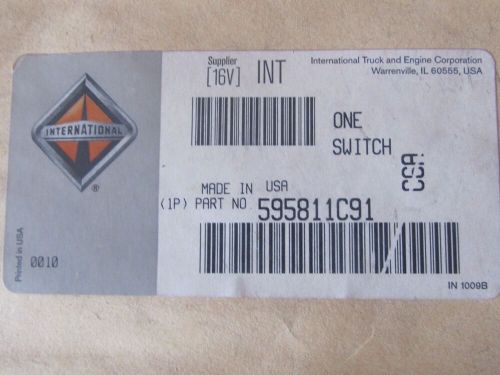 Supplier
[16V] INT
International Truck and Engine Corporation
Warrenville, IL 60555, USA
INTERNATIONAL
®
ONE
SWITCH
CGA
MADE IN USA
(1P) PART NO. 595811C91
Printed in USA
0010
IN 1009B